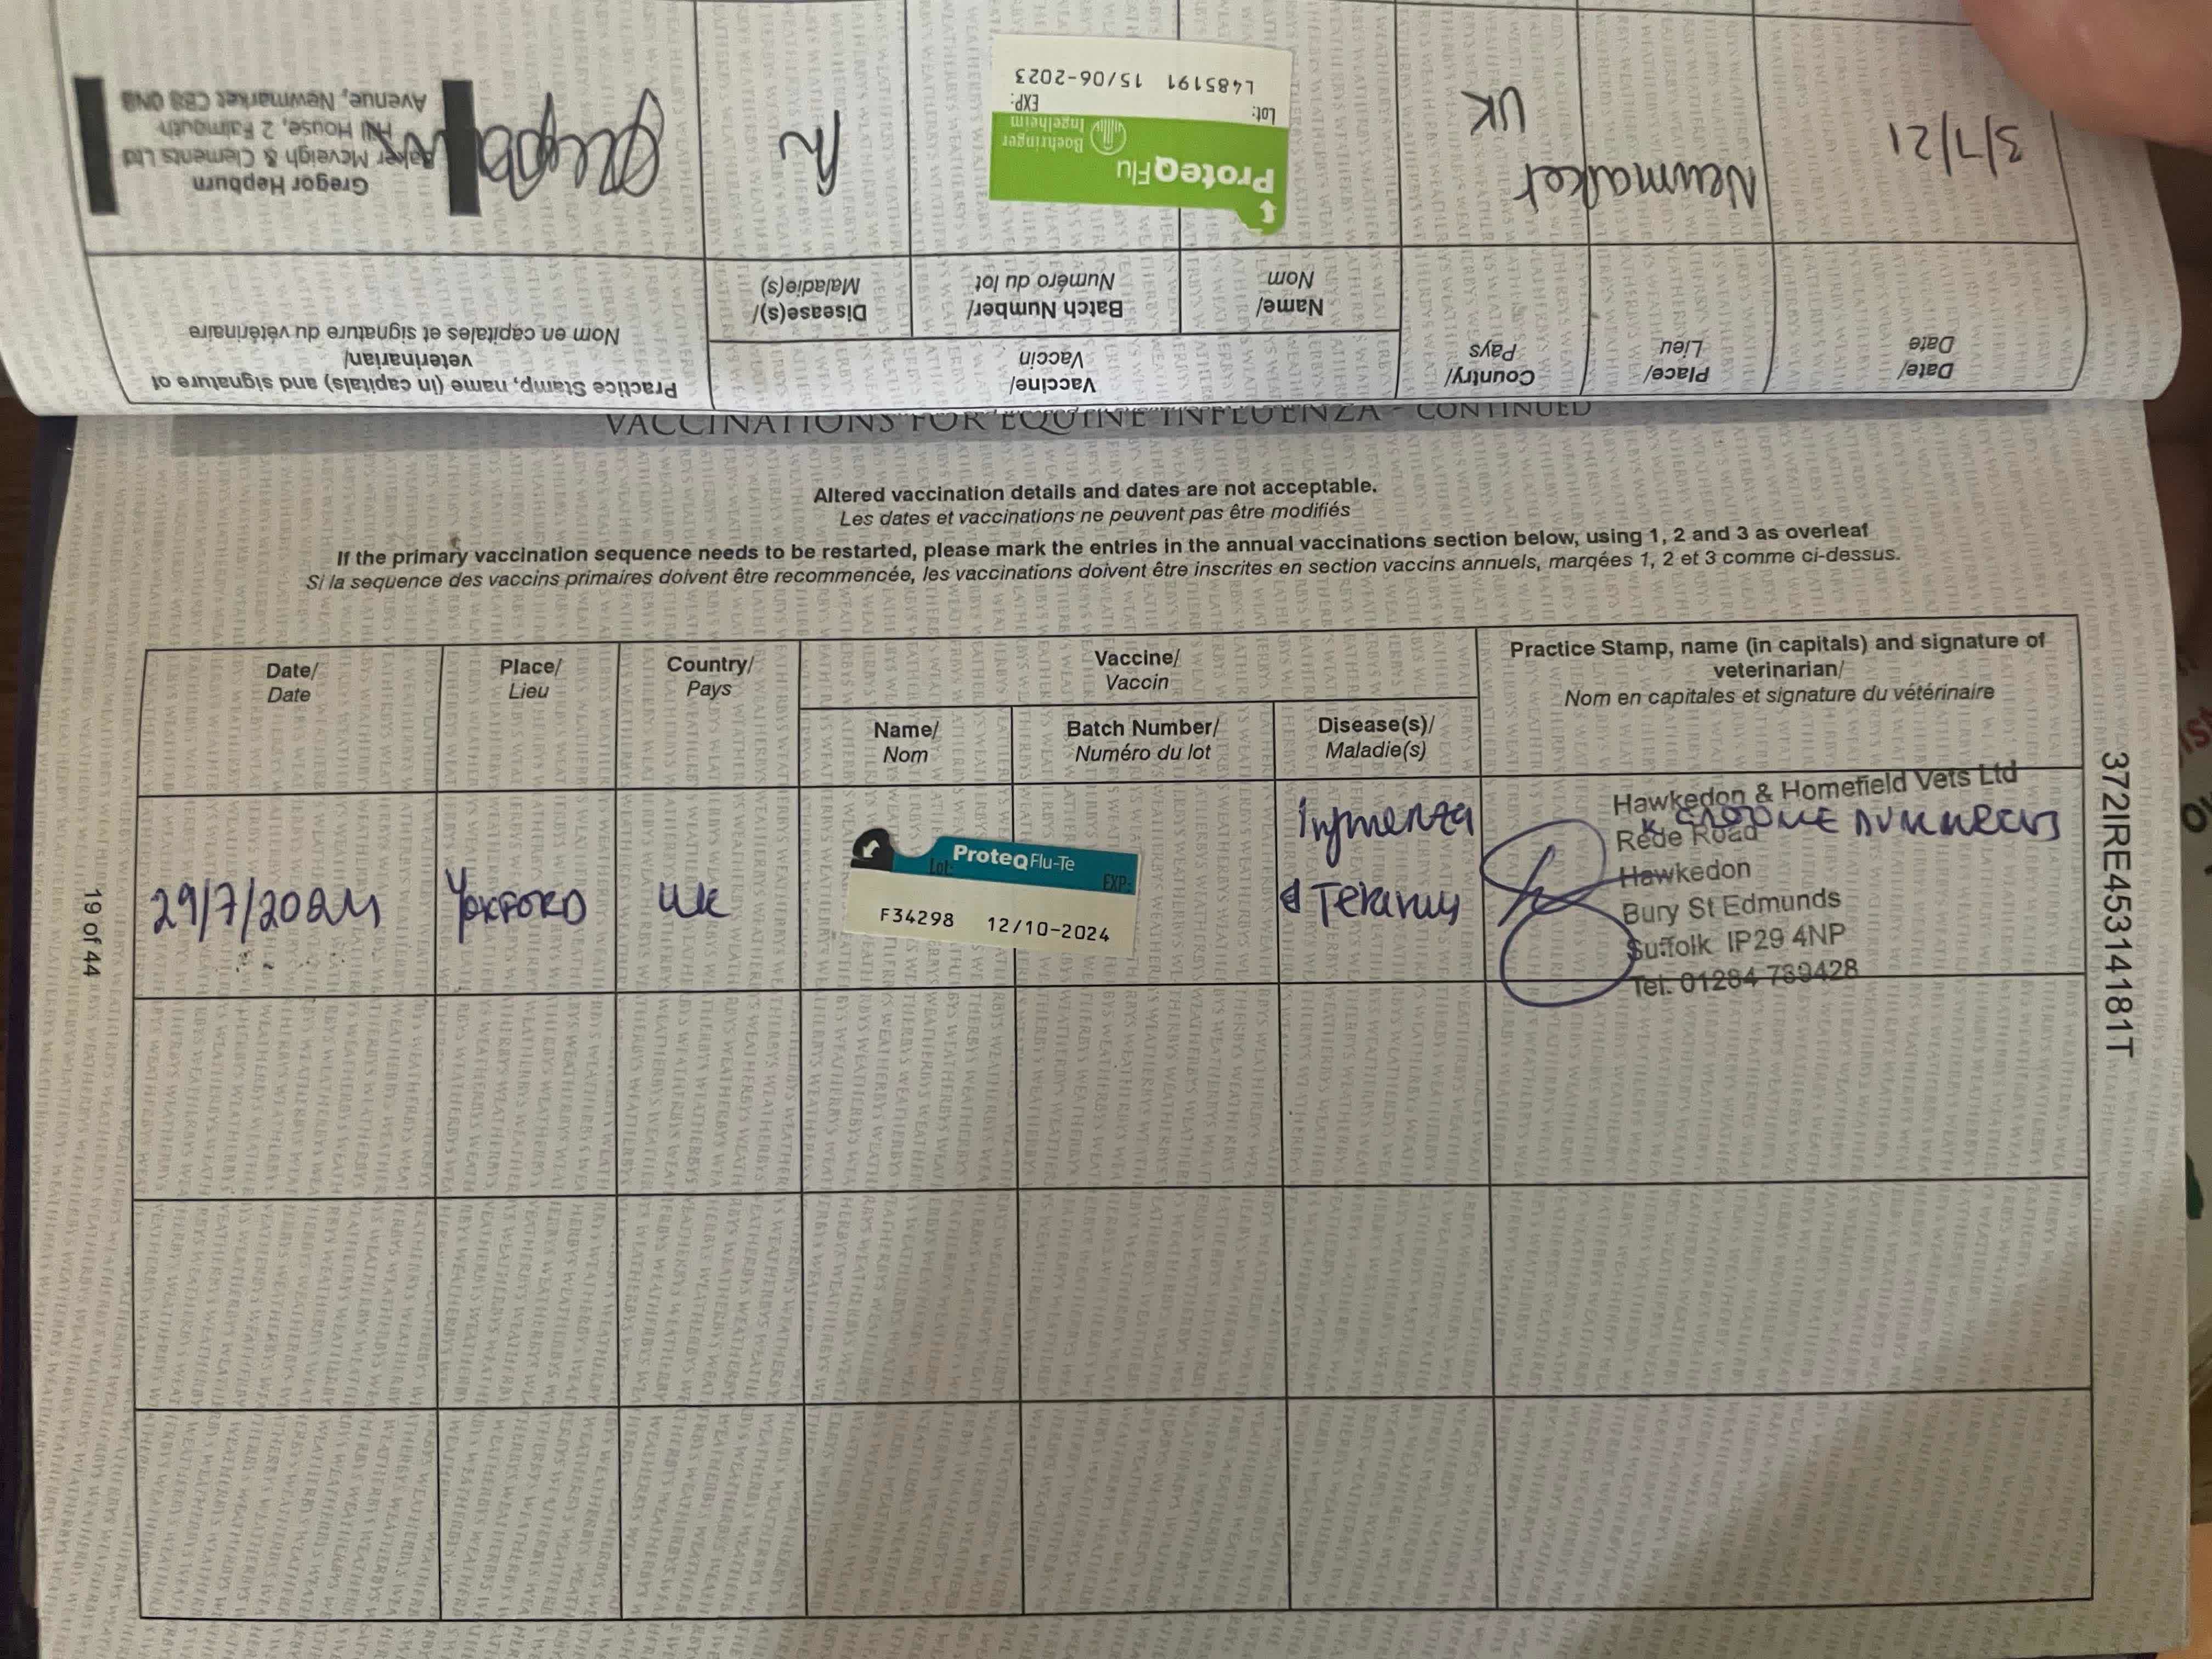 Date/
Date
Place/
Lieu
Country/
Pays
Vaccine/
Vaccin
Name/
Nom
Batch Number/
Numéro du lot
Disease(s)/
Maladie(s)
Practice Stamp, name (in capitals) and signature of
veterinarian/
Nom en capitales et signature du vétérinaire
3/7/21
Newmarket
UK
ProteqFlu
Boehringer
Ingelheim
Lot:
EXP:
L485191 15/06-2023
Gregor Hepburn
Baker Mcveigh & Clements Ltd
Hill House, 2 Falmouth
Avenue, Newmarket CB8 0NB
VACCINATIONS FOR EQUINE INFLUENZA - CONTINUED
Altered vaccination details and dates are not acceptable.
Les dates et vaccinations ne peuvent pas être modifiés
If the primary vaccination sequence needs to be restarted, please mark the entries in the annual vaccinations section below, using 1, 2 and 3 as overleaf
Si la sequence des vaccins primaires doivent être recommencée, les vaccinations doivent être inscrites en section vaccins annuels, marqées 1, 2 et 3 comme ci-dessus.
Date/
Date
Place/
Lieu
Country/
Pays
Vaccine/
Vaccin
Name/
Nom
Batch Number/
Numéro du lot
Disease(s)/
Maladie(s)
Practice Stamp, name (in capitals) and signature of
veterinarian/
Nom en capitales et signature du vétérinaire
29/7/2024
YOXFORD
UK
ProteqFlu-Te
Lot:
EXP:
F34298 12/10-2024
Influenza
& Tetanus
Hawkedon & Homefield Vets Ltd
Rede Road
Hawkedon
Bury St Edmunds
Suffolk IP29 4NP
Tel. 01284 789428
19 of 44
372IRE45314181T